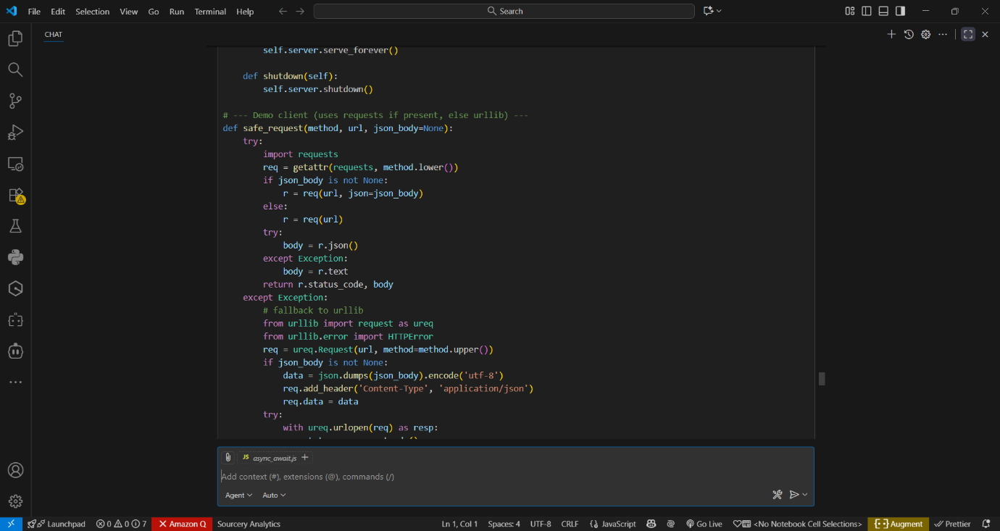 File Edit Selection View Go Run Terminal Help
Search
CHAT
self.server.serve_forever()
def shutdown(self):
self.server.shutdown()
# --- Demo client (uses requests if present, else urllib) ---
def safe_request(method, url, json_body=None):
try:
import requests
req = getattr(requests, method.lower())
if json_body is not None:
r = req(url, json=json_body)
else:
r = req(url)
try:
body = r.json()
except Exception:
body = r.text
return r.status_code, body
except Exception:
# fallback to urllib
from urllib import request as ureq
from urllib.error import HTTPError
req = ureq.Request(url, method=method.upper())
if json_body is not None:
data = json.dumps(json_body).encode('utf-8')
req.add_header('Content-Type', 'application/json')
req.data = data
try:
with ureq.urlopen(req) as resp:
JS async_await.js
Add context (#), extensions (@), commands (/)
Agent Auto
Launchpad 0 0 7 Amazon Q Sourcery Analytics Ln 1, Col 1 Spaces: 4 UTF-8 CRLF JavaScript Go Live <No Notebook Cell Selections> Augment Prettier